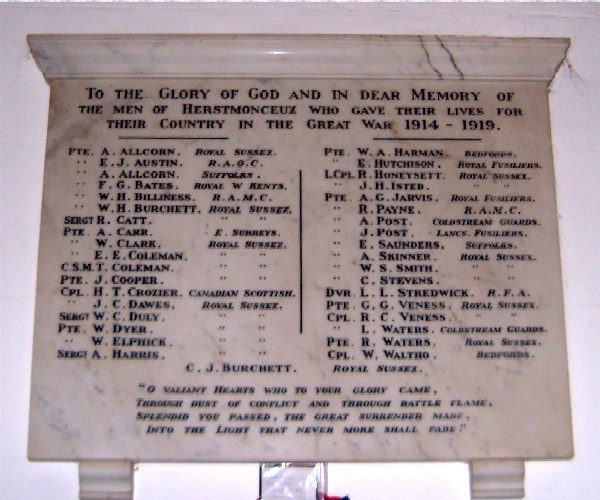 TO THE GLORY OF GOD AND IN DEAR MEMORY OF
THE MEN OF HERSTMONCEUX WHO GAVE THEIR LIVES FOR
THEIR COUNTRY IN THE GREAT WAR 1914 - 1919.
PTE. A. ALLCORN. ROYAL SUSSEX.
" E. J. AUSTIN. R.A.O.C.
" A. ALLCORN. SUFFOLKS.
" F. G. BATES. ROYAL W KENTS.
" W. H. BILLINESS. R.A.M.C.
" W. H. BURCHETT, ROYAL SUSSEX.
SERGT R. CATT. " "
PTE. A. CARR. E. SURREYS.
" W. CLARK. ROYAL SUSSEX.
" E. E. COLEMAN. " "
C.S.M. T. COLEMAN. " "
PTE. J. COOPER. " "
CPL. H. T. CROZIER. CANADIAN SCOTTISH.
" J. C. DAWES, ROYAL SUSSEX.
SERGT W. C. DULY. " "
PTE. W. DYER. " "
" W. ELPHICK. " "
SERGT A. HARRIS. " "
PTE. W. A. HARMAN. BEDFORDS.
" E. HUTCHISON. ROYAL FUSILIERS.
L.CPL R. HONEYSETT. ROYAL SUSSEX.
" J. H. ISTED. " "
PTE. A. G. JARVIS. ROYAL FUSILIERS.
" R. PAYNE. R.A.M.C.
" A. POST. COLDSTREAM GUARDS.
" J. POST. LANCS. FUSILIERS.
" E. SAUNDERS. SUFFOLKS.
" A. SKINNER. ROYAL SUSSEX.
" W. S. SMITH. " "
" C. STEVENS. " "
DVR. L. L. STREDWICK. R.F.A.
PTE. G. G. VENESS. ROYAL SUSSEX.
CPL. R. C. VENESS. " "
" L. WATERS. COLDSTREAM GUARDS.
PTE. R. WATERS. ROYAL SUSSEX.
CPL. W. WALTHO. BEDFORDS.
C. J. BURCHETT. ROYAL SUSSEX.
"O VALIANT HEARTS WHO TO YOUR GLORY CAME,
THROUGH DUST OF CONFLICT AND THROUGH BATTLE FLAME,
SPLENDID YOU PASSED, THE GREAT SURRENDER MADE,
INTO THE LIGHT THAT NEVER MORE SHALL FADE."